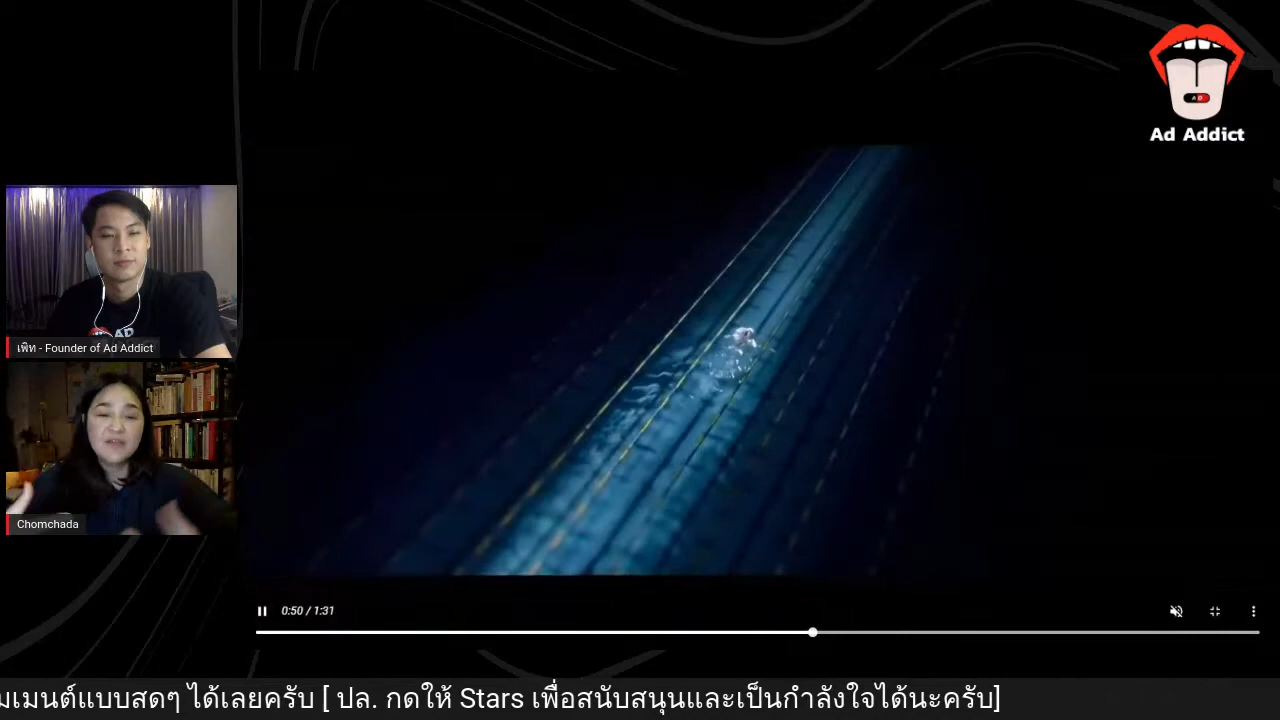 Ad Addict
เพิท - Founder of Ad Addict
Chomchada
0:50 / 1:31
มเมนต์แบบสดๆ ได้เลยครับ [ ปล. กดให้ Stars เพื่อสนับสนุนและเป็นกำลังใจได้นะครับ]